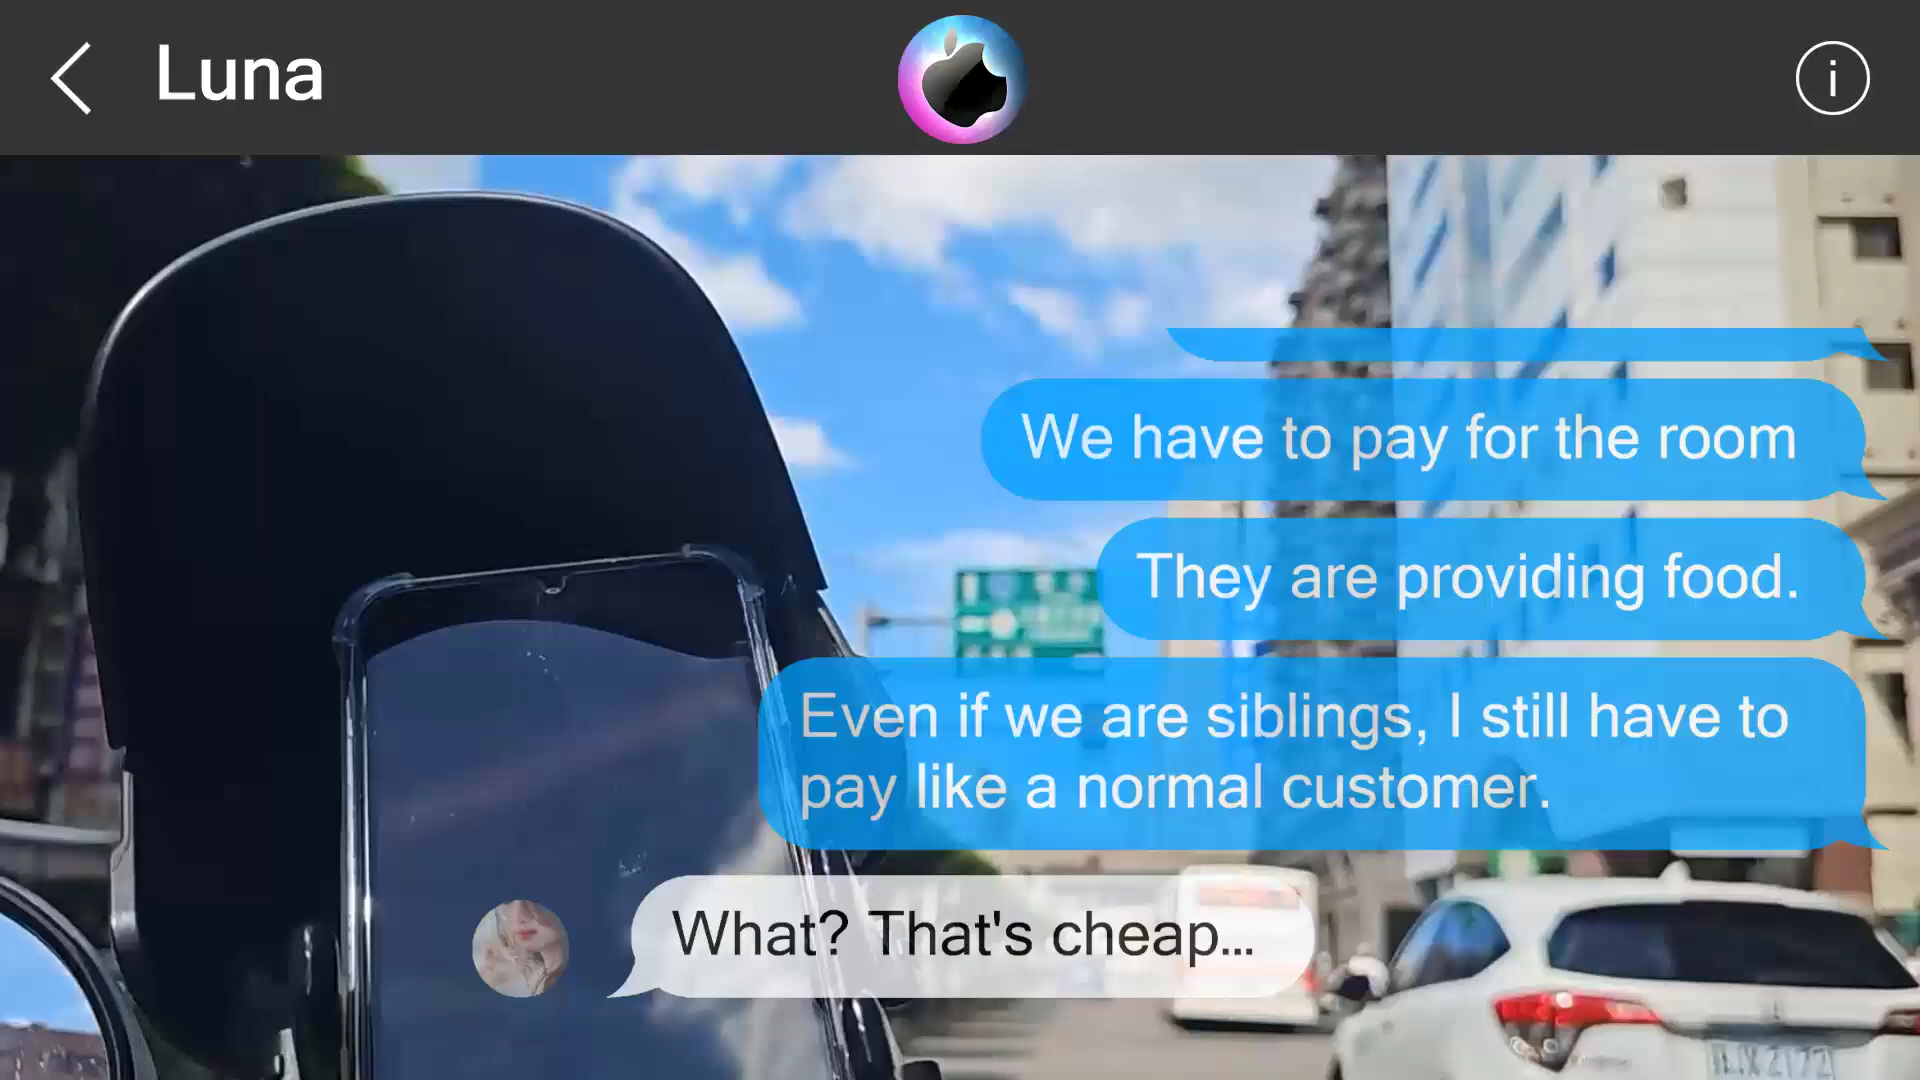 Luna
We have to pay for the room
They are providing food.
Even if we are siblings, I still have to
pay like a normal customer.
What? That's cheap...